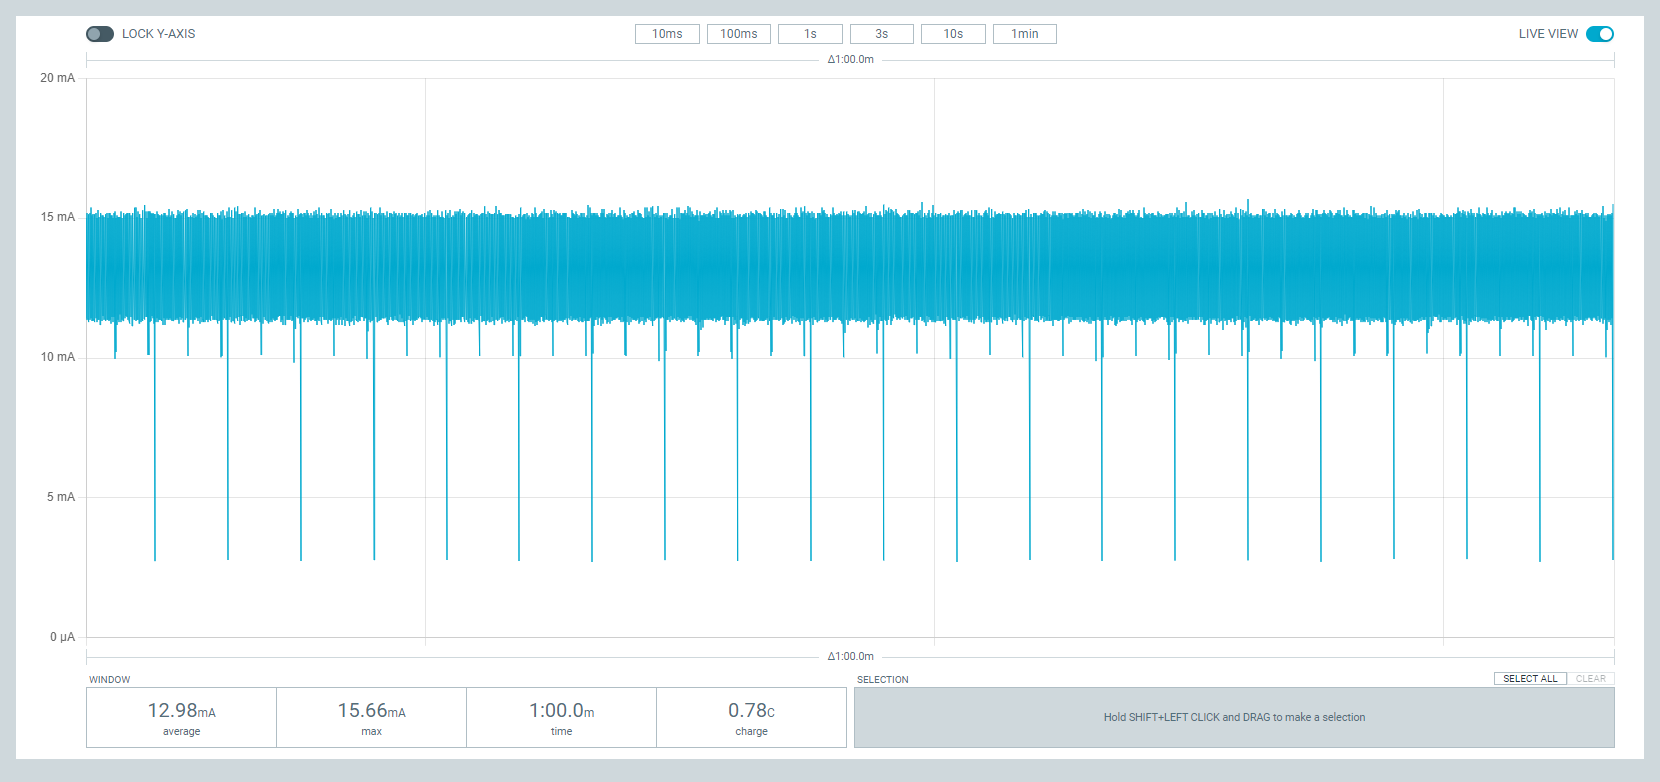 LOCK Y-AXIS
10ms 100ms 1s 3s 10s 1min
LIVE VIEW
Δ1:00.0m
20 mA
15 mA
10 mA
5 mA
0 µA
Δ1:00.0m
WINDOW
SELECTION
SELECT ALL CLEAR
12.98mA 15.66mA 1:00.0m 0.78C
average max time charge
Hold SHIFT+LEFT CLICK and DRAG to make a selection